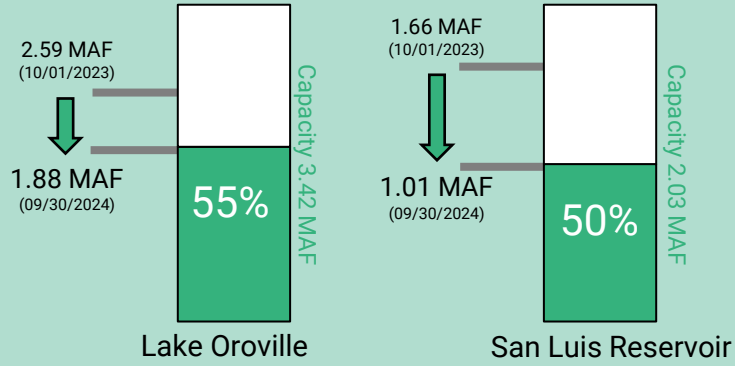 2.59 MAF
(10/01/2023)
1.88 MAF
(09/30/2024)
55%
Capacity 3.42 MAF
Lake Oroville
1.66 MAF
(10/01/2023)
1.01 MAF
(09/30/2024)
50%
Capacity 2.03 MAF
San Luis Reservoir